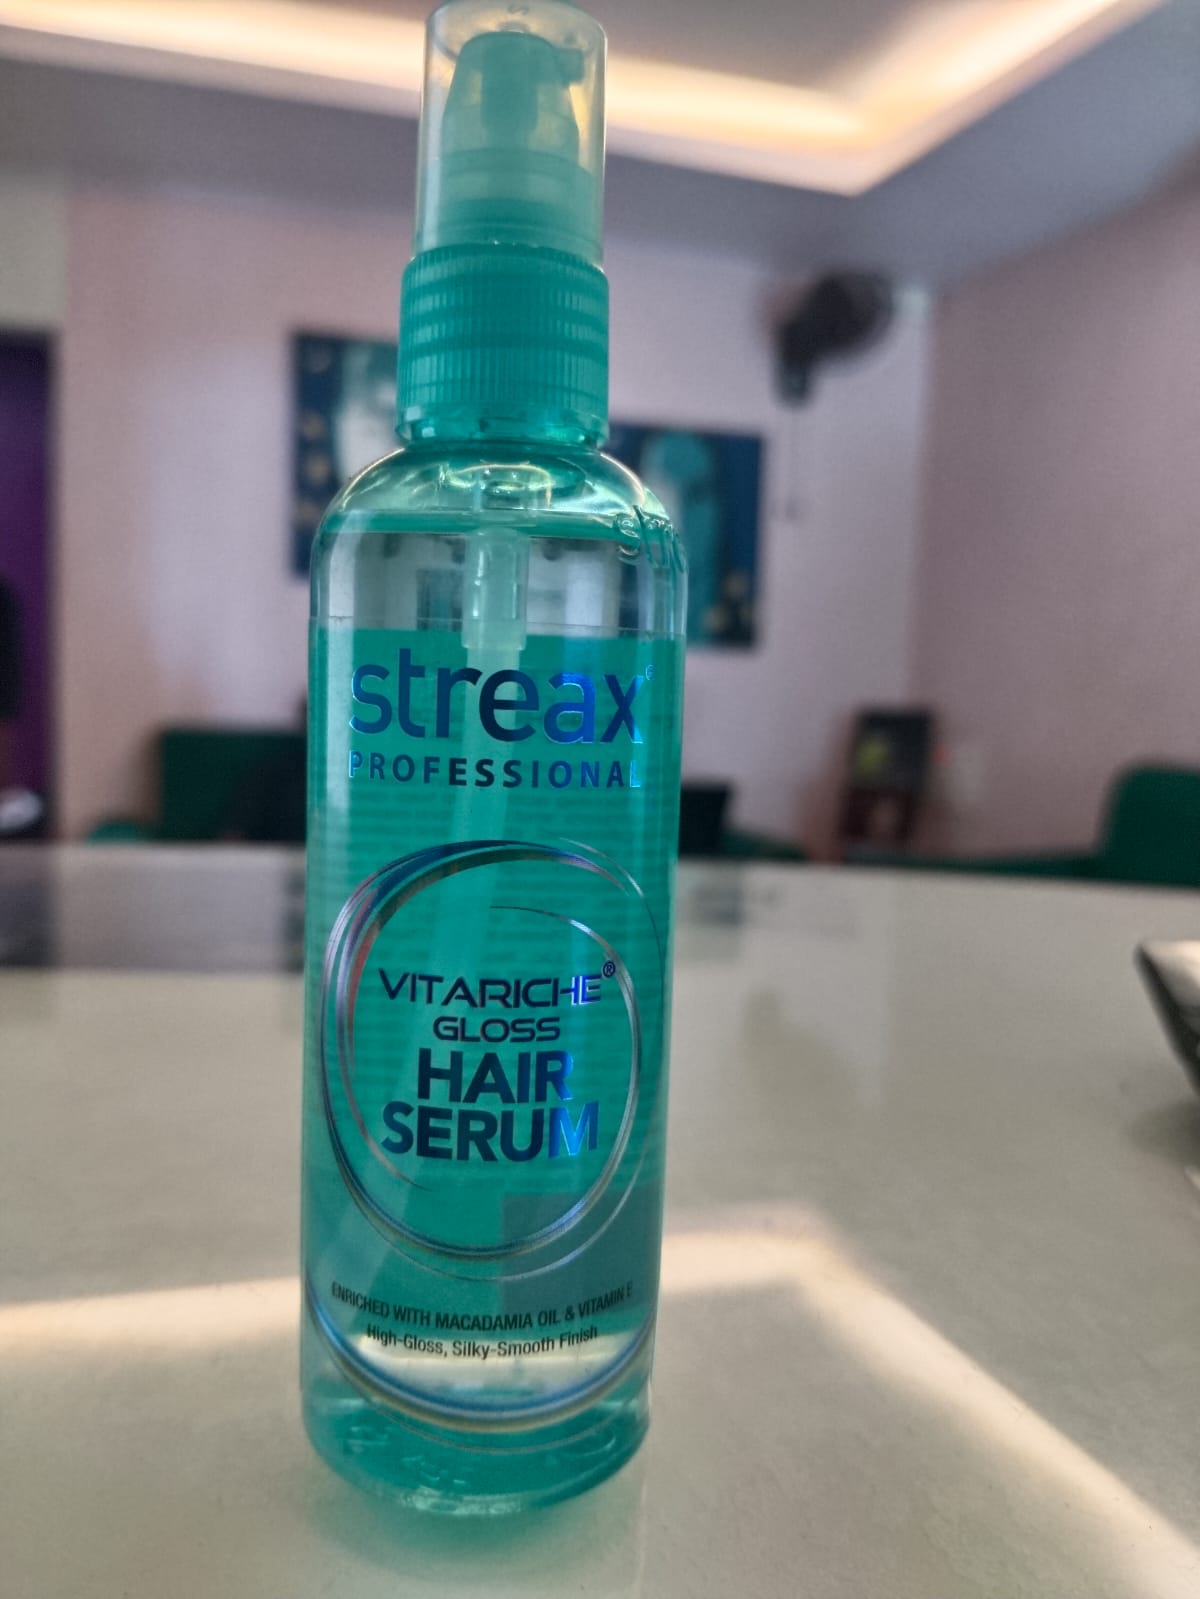 streax®
PROFESSIONAL
VITARICHE®
GLOSS
HAIR
SERUM
ENRICHED WITH MACADAMIA OIL & VITAMIN E
High-Gloss, Silky-Smooth Finish